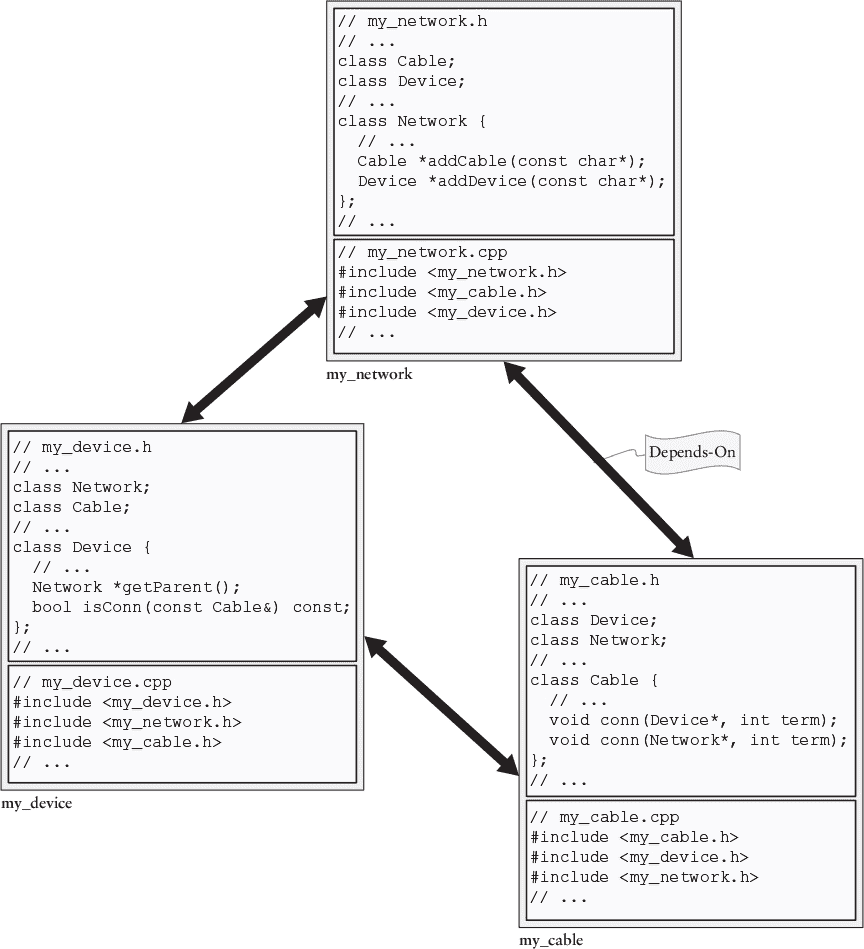 // my_network.h
// ...
class Cable;
class Device;
// ...
class Network {
  // ...
  Cable *addCable(const char*);
  Device *addDevice(const char*);
};
// ...
// my_network.cpp
#include <my_network.h>
#include <my_cable.h>
#include <my_device.h>
// ...
my_network
Depends-On
// my_device.h
// ...
class Network;
class Cable;
// ...
class Device {
  // ...
  Network *getParent();
  bool isConn(const Cable&) const;
};
// ...
// my_device.cpp
#include <my_device.h>
#include <my_network.h>
#include <my_cable.h>
// ...
my_device
// my_cable.h
// ...
class Device;
class Network;
// ...
class Cable {
  // ...
  void conn(Device*, int term);
  void conn(Network*, int term);
};
// ...
// my_cable.cpp
#include <my_cable.h>
#include <my_device.h>
#include <my_network.h>
// ...
my_cable